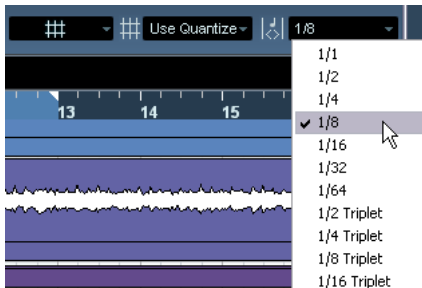 Use Quantize 1/8
1/1
1/2
1/4
13 14 15
1/8
1/16
1/32
1/64
1/2 Triplet
1/4 Triplet
1/8 Triplet
1/16 Triplet